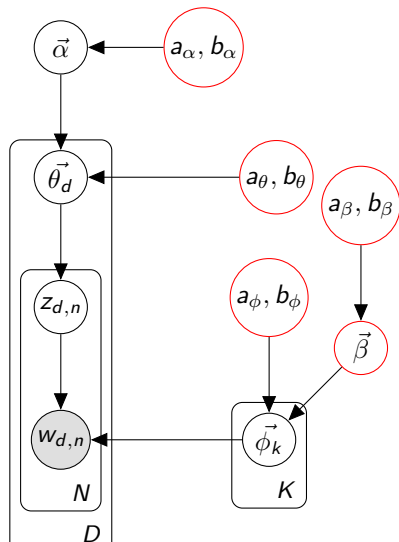 α⃗
a_α, b_α
θ⃗_d
a_θ, b_θ
a_β, b_β
z_{d,n}
a_ϕ, b_ϕ
β⃗
w_{d,n}
ϕ⃗_k
N
K
D